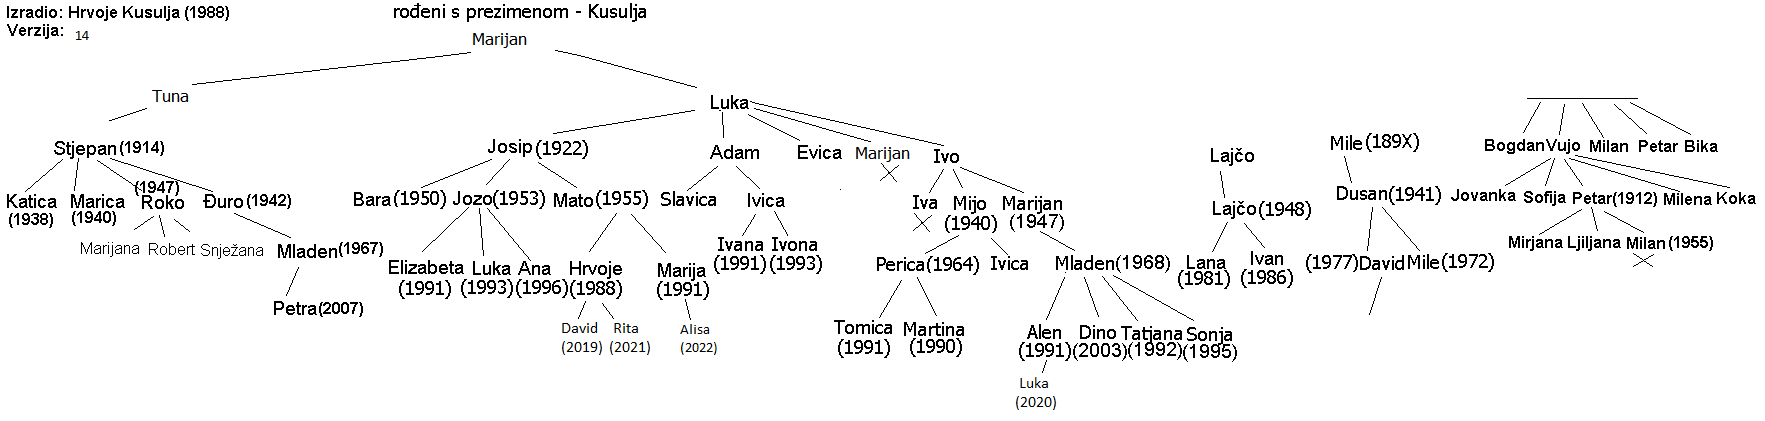 Izradio: Hrvoje Kusulja (1988)
Verzija: 14
rođeni s prezimenom - Kusulja
Marijan
Tuna
Luka
Stjepan (1914)
Josip (1922)
Adam
Evica
Marijan
Ivo
Lajčo
Mile (189X)
Bogdan Vujo Milan Petar Bika
Katica
(1938)
Marica
(1940)
(1947)
Roko
Đuro (1942)
Bara (1950)
Jozo (1953)
Mato (1955)
Slavica
Ivica
Iva
Mijo
(1940)
Marijan
(1947)
Lajčo (1948)
Dusan (1941)
Jovanka
Sofija
Petar (1912)
Milena
Koka
Marijana
Robert
Snježana
Mladen (1967)
Elizabeta
(1991)
Luka
(1993)
Ana
(1996)
Hrvoje
(1988)
Marija
(1991)
Ivana
(1991)
Ivona
(1993)
Perica (1964)
Ivica
Mladen (1968)
Lana
(1981)
Ivan
(1986)
(1977) David
Mile (1972)
Mirjana
Ljiljana
Milan (1955)
Petra (2007)
David
(2019)
Rita
(2021)
Alisa
(2022)
Tomica
(1991)
Martina
(1990)
Alen
(1991)
Dino
(2003)
Tatjana
(1992)
Sonja
(1995)
Luka
(2020)